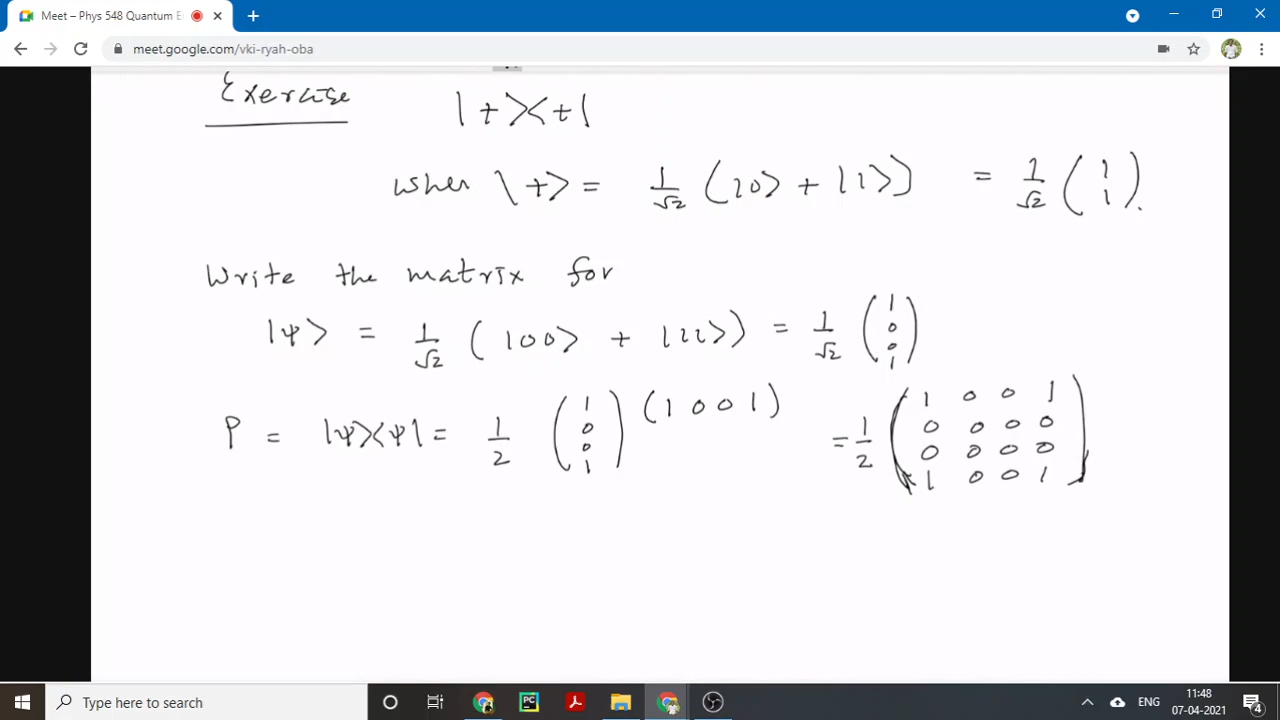 Meet – Phys 548 Quantum E
meet.google.com/vki-ryah-oba
Exercise |+><+|
when |+> = 1/√2 (|0> + |1>) = 1/√2 (1 1).
Write the matrix for
|ψ> = 1/√2 (|00> + |11>) = 1/√2 (1 0 0 1)
P = |ψ><ψ| = 1/2 (1 0 0 1) (1 0 0 1) = 1/2 (1 0 0 1
0 0 0 0
0 0 0 0
1 0 0 1)
Type here to search
ENG
11:48
07-04-2021
4